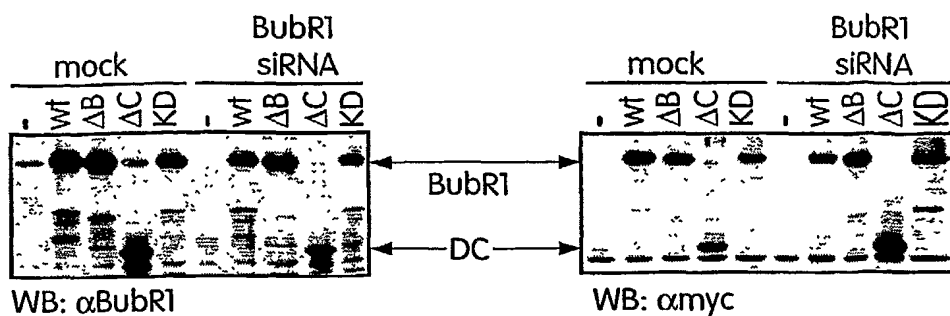 BubR1
mock siRNA
- wt ΔB ΔC KD - wt ΔB ΔC KD
BubR1
DC
WB: αBubR1
BubR1
mock siRNA
- wt ΔB ΔC KD - wt ΔB ΔC KD
WB: αmyc